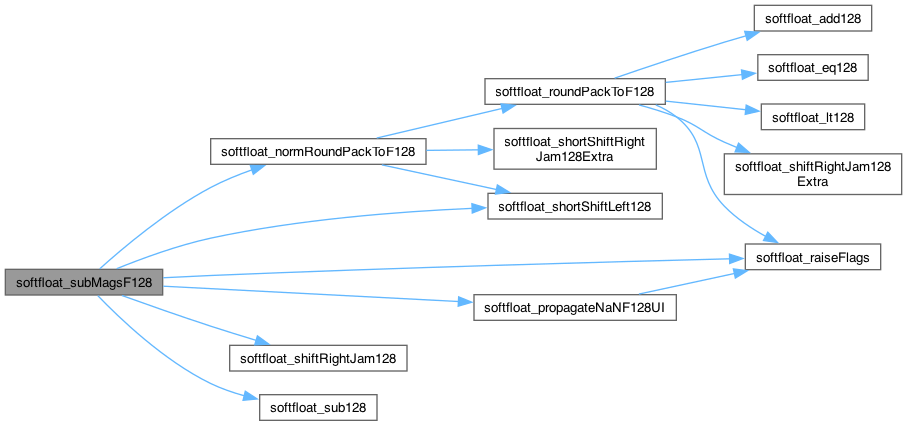 softfloat_add128
softfloat_eq128
softfloat_roundPackToF128
softfloat_lt128
softfloat_normRoundPackToF128
softfloat_shortShiftRight
Jam128Extra
softfloat_shiftRightJam128
Extra
softfloat_shortShiftLeft128
softfloat_raiseFlags
softfloat_subMagsF128
softfloat_propagateNaNF128UI
softfloat_shiftRightJam128
softfloat_sub128